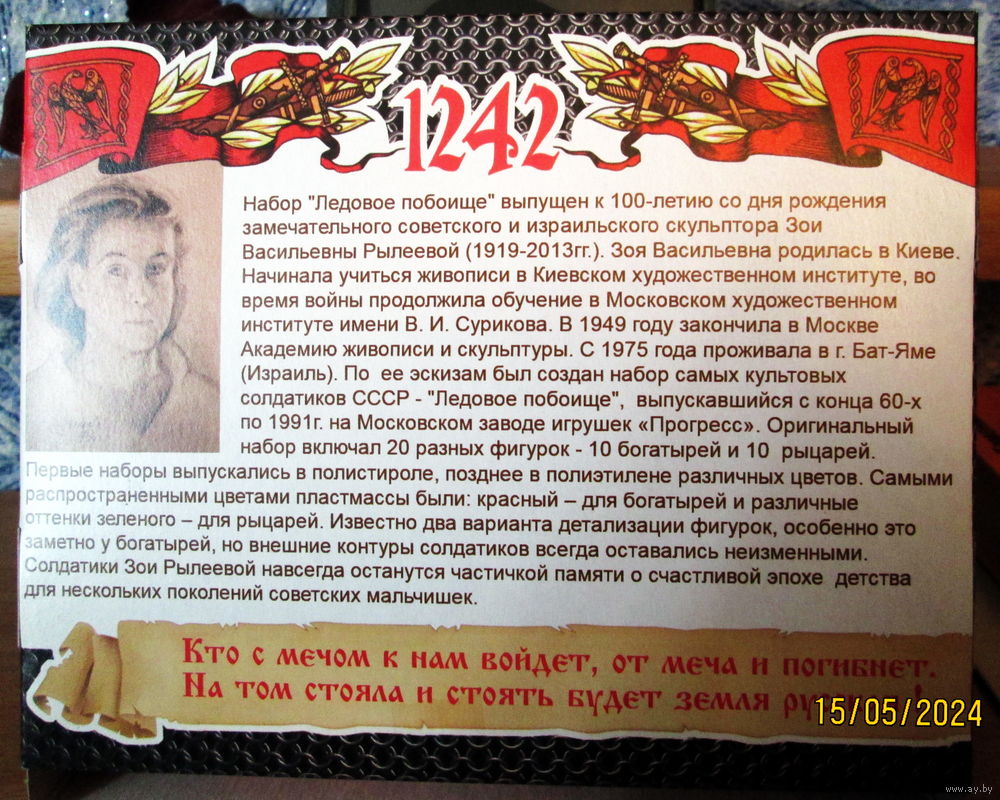 1242
Набор "Ледовое побоище" выпущен к 100-летию со дня рождения
замечательного советского и израильского скульптора Зои
Васильевны Рылеевой (1919-2013гг.). Зоя Васильевна родилась в Киеве.
Начинала учиться живописи в Киевском художественном институте, во
время войны продолжила обучение в Московском художественном
институте имени В. И. Сурикова. В 1949 году закончила в Москве
Академию живописи и скульптуры. С 1975 года проживала в г. Бат-Яме
(Израиль). По ее эскизам был создан набор самых культовых
солдатиков СССР - "Ледовое побоище", выпускавшийся с конца 60-х
по 1991г. на Московском заводе игрушек «Прогресс». Оригинальный
набор включал 20 разных фигурок - 10 богатырей и 10 рыцарей.
Первые наборы выпускались в полистироле, позднее в полиэтилене различных цветов. Самыми
распространенными цветами пластмассы были: красный – для богатырей и различные
оттенки зеленого – для рыцарей. Известно два варианта детализации фигурок, особенно это
заметно у богатырей, но внешние контуры солдатиков всегда оставались неизменными.
Солдатики Зои Рылеевой навсегда останутся частичкой памяти о счастливой эпохе детства
для нескольких поколений советских мальчишек.
Кто с мечом к нам войдет, от меча и погибнет.
На том стояла и стоять будет земля
15/05/2024
www.ay.by